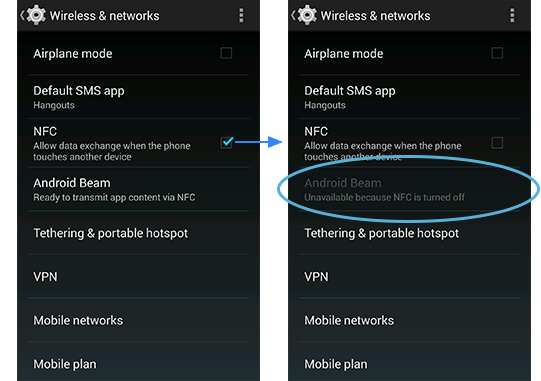 Wireless & networks
Airplane mode
Default SMS app
Hangouts
NFC
Allow data exchange when the phone
touches another device
Android Beam
Ready to transmit app content via NFC
Tethering & portable hotspot
VPN
Mobile networks
Mobile plan
Wireless & networks
Airplane mode
Default SMS app
Hangouts
NFC
Allow data exchange when the phone
touches another device
Android Beam
Unavailable because NFC is turned off
Tethering & portable hotspot
VPN
Mobile networks
Mobile plan